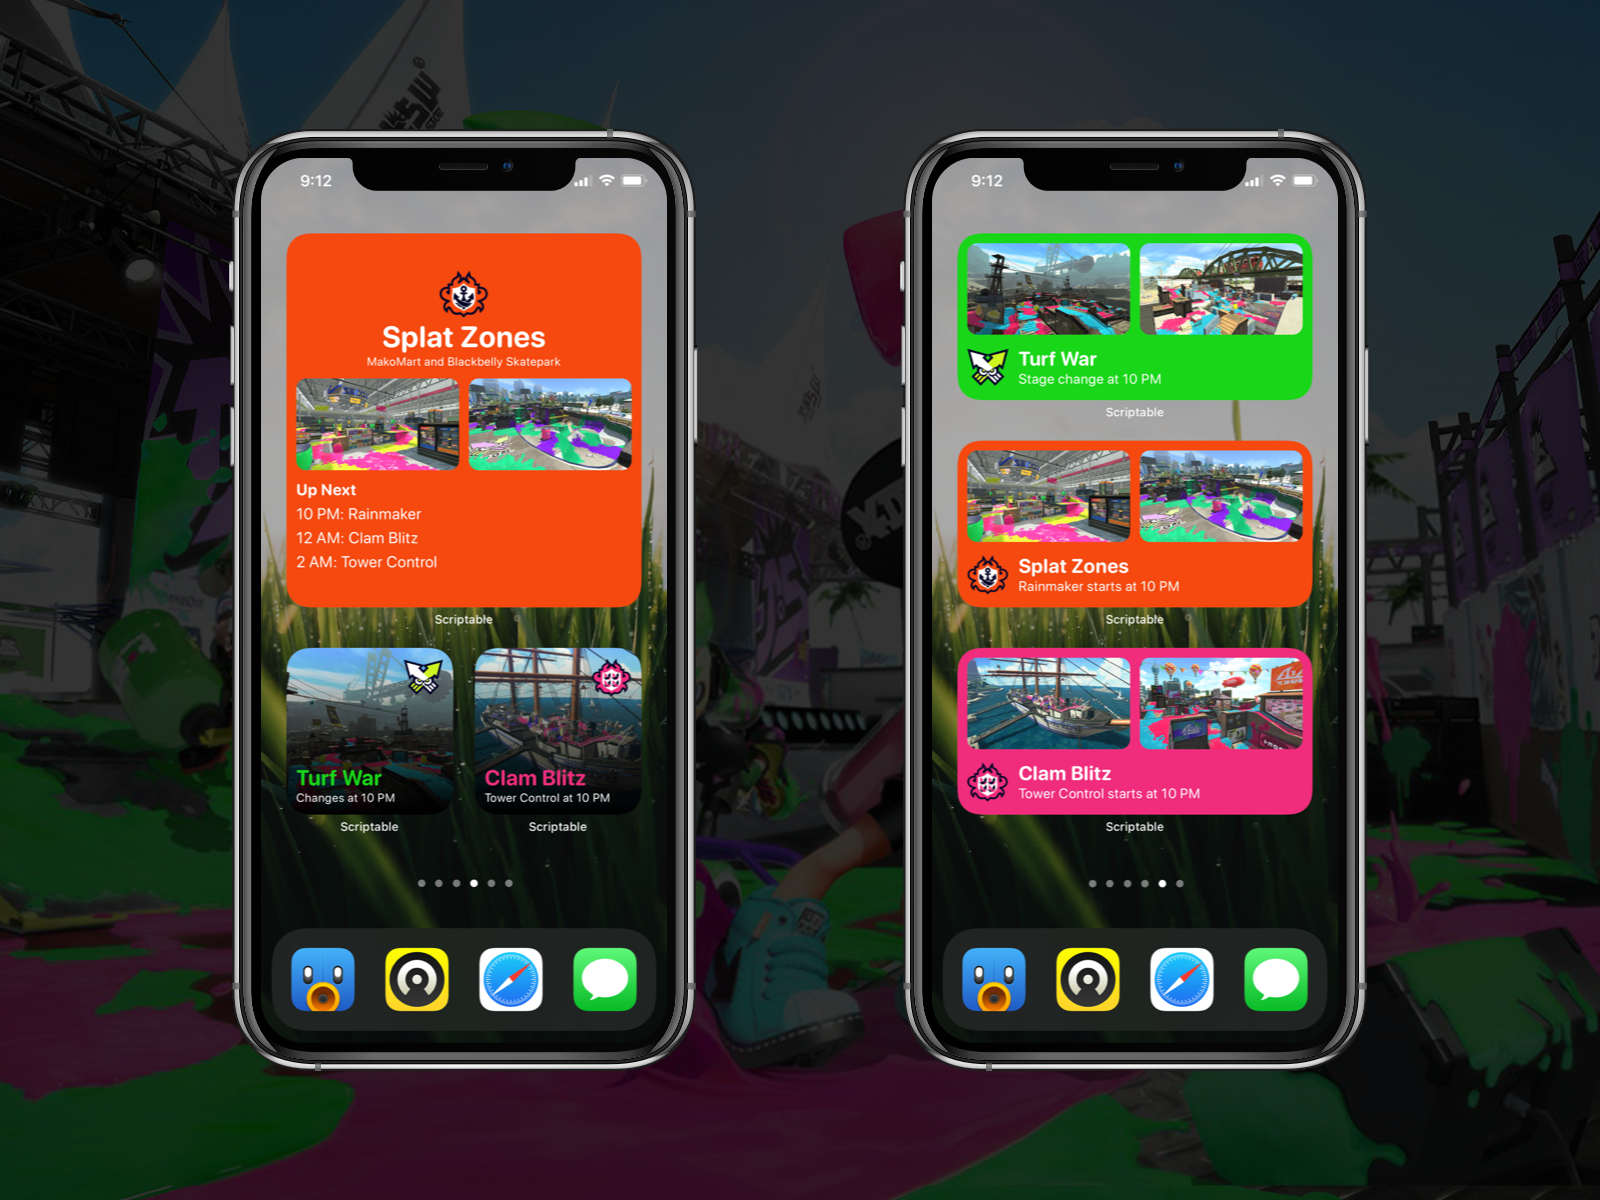 9:12
Splat Zones
MakoMart and Blackbelly Skatepark
Up Next
10 PM: Rainmaker
12 AM: Clam Blitz
2 AM: Tower Control
Scriptable
Turf War
Changes at 10 PM
Scriptable
Clam Blitz
Tower Control at 10 PM
Scriptable
9:12
Turf War
Stage change at 10 PM
Scriptable
Splat Zones
Rainmaker starts at 10 PM
Scriptable
Clam Blitz
Tower Control starts at 10 PM
Scriptable